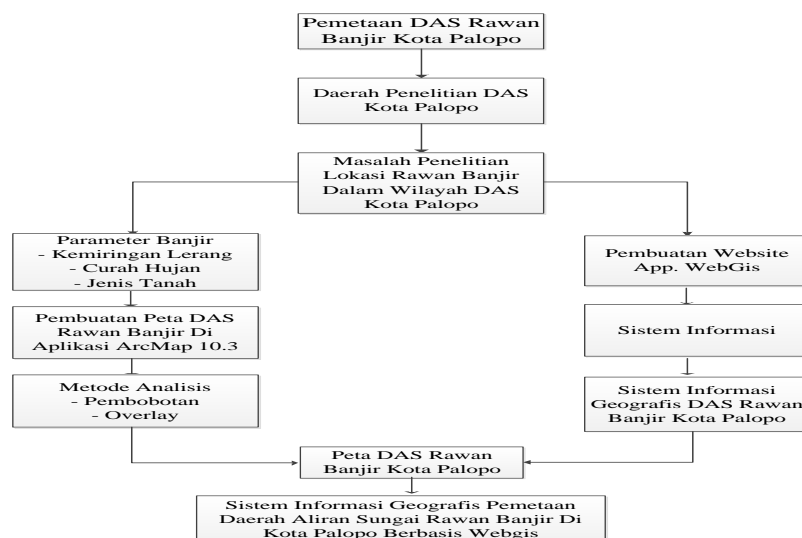 Pemetaan DAS Rawan
Banjir Kota Palopo
Daerah Penelitian DAS
Kota Palopo
Masalah Penelitian
Lokasi Rawan Banjir
Dalam Wilayah DAS
Kota Palopo
Parameter Banjir
- Kemiringan Lerang
- Curah Hujan
- Jenis Tanah
Pembuatan Peta DAS
Rawan Banjir Di
Aplikasi ArcMap 10.3
Metode Analisis
- Pembobotan
- Overlay
Pembuatan Website
App. WebGis
Sistem Informasi
Sistem Informasi
Geografis DAS Rawan
Banjir Kota Palopo
Peta DAS Rawan
Banjir Kota Palopo
Sistem Informasi Geografis Pemetaan
Daerah Aliran Sungai Rawan Banjir Di
Kota Palopo Berbasis Webgis